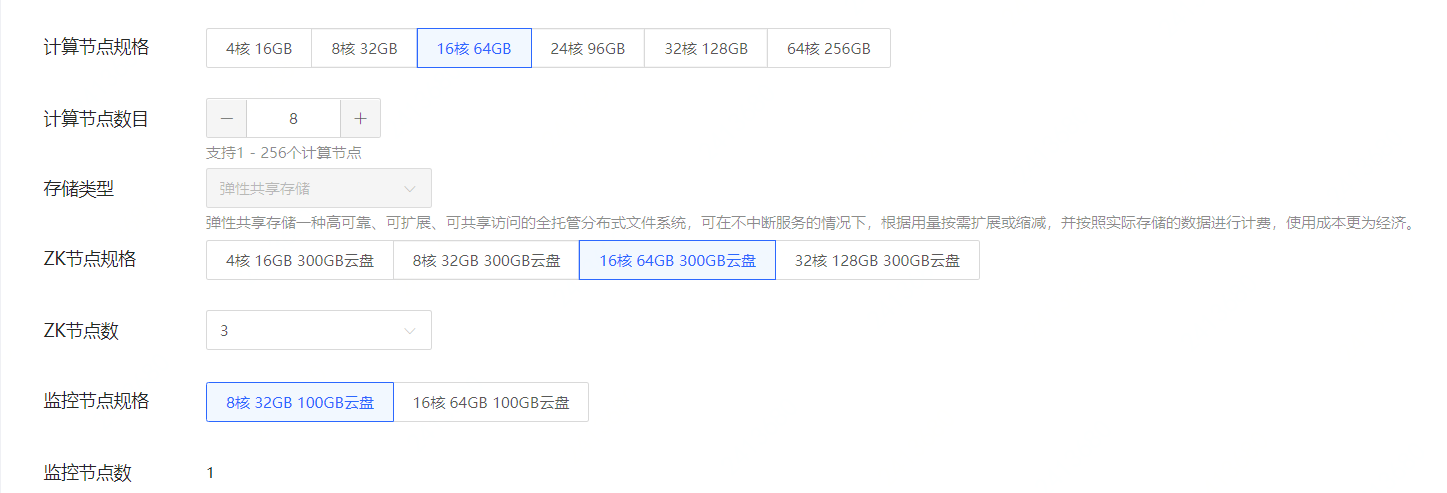 计算节点规格 4核 16GB 8核 32GB 16核 64GB 24核 96GB 32核 128GB 64核 256GB
计算节点数目 － 8 ＋
支持1 - 256个计算节点
存储类型 弹性共享存储
弹性共享存储一种高可靠、可扩展、可共享访问的全托管分布式文件系统，可在不中断服务的情况下，根据用量按需扩展或缩减，并按照实际存储的数据进行计费，使用成本更为经济。
ZK节点规格 4核 16GB 300GB云盘 8核 32GB 300GB云盘 16核 64GB 300GB云盘 32核 128GB 300GB云盘
ZK节点数 3
监控节点规格 8核 32GB 100GB云盘 16核 64GB 100GB云盘
监控节点数 1